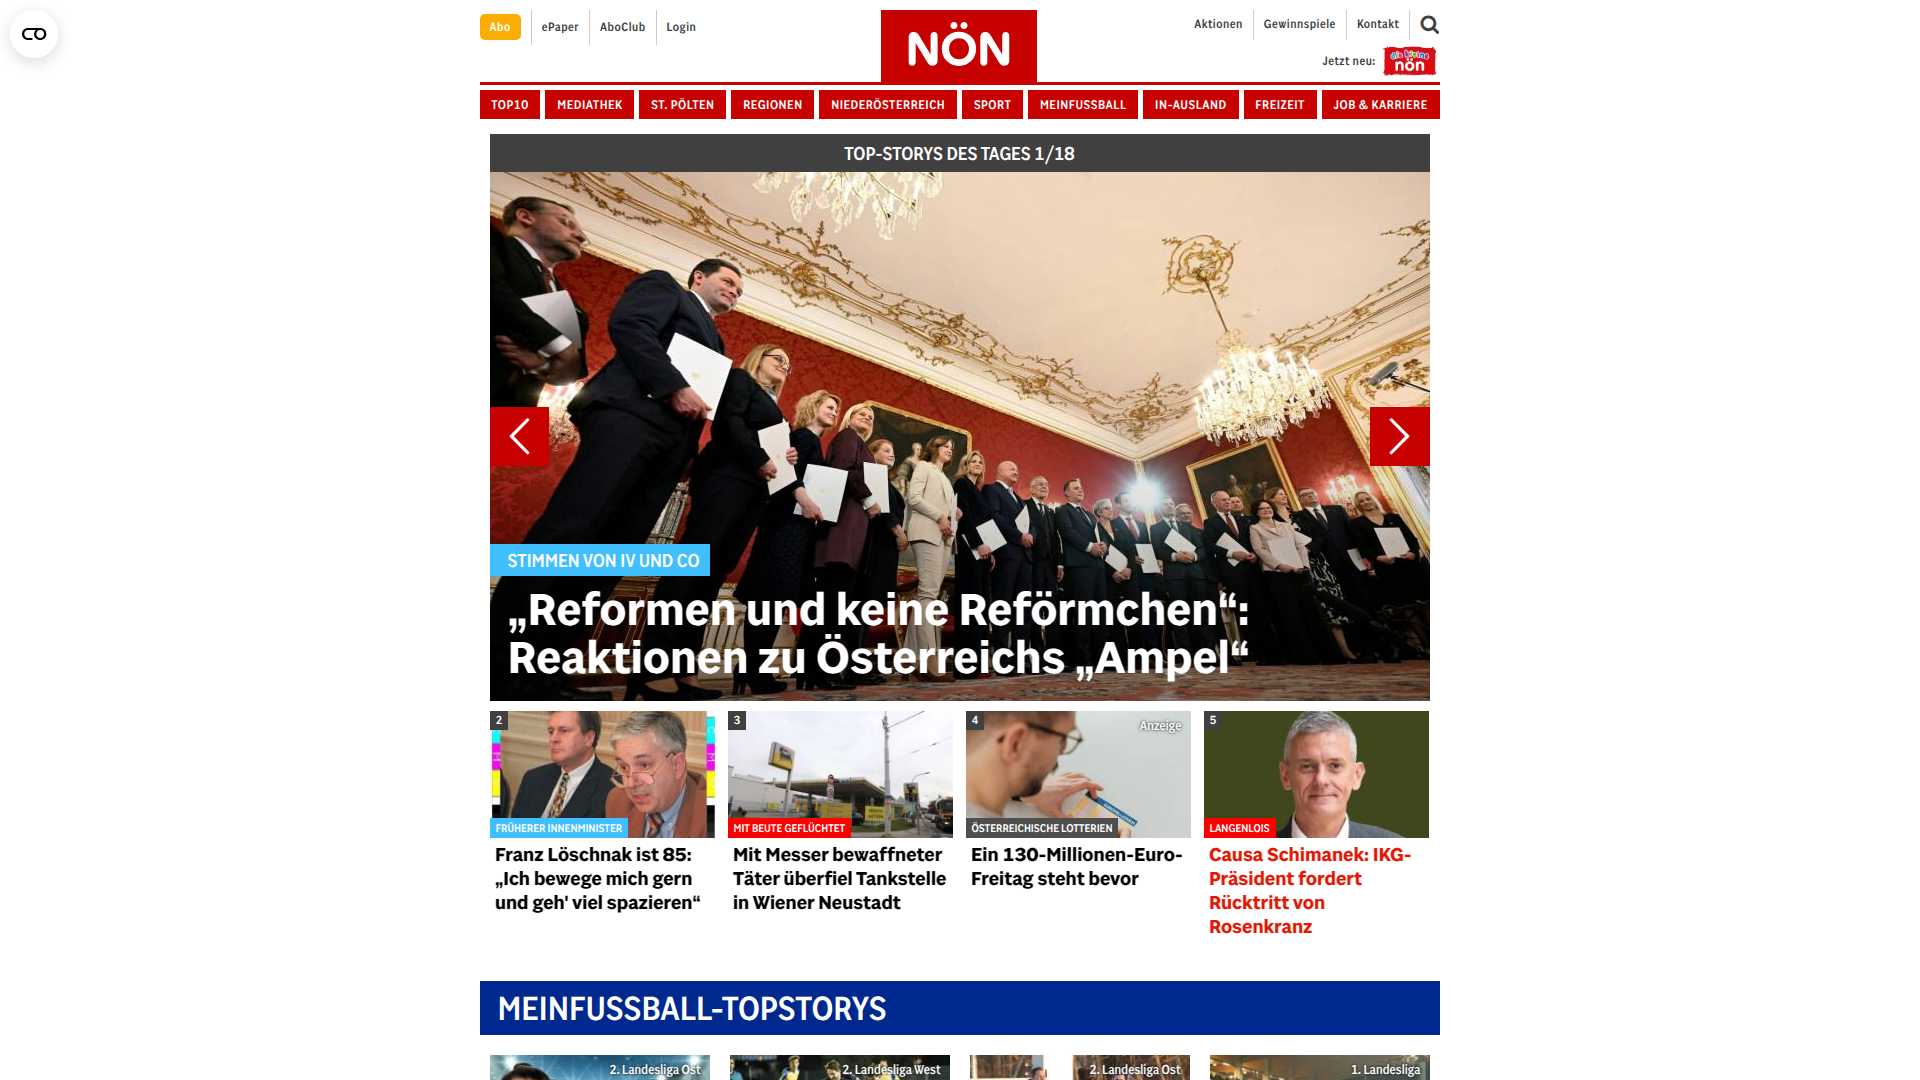 Abo
ePaper
AboClub
Login
NÖN
Aktionen
Gewinnspiele
Kontakt
Jetzt neu:
die kleine
nön
TOP10
MEDIATHEK
ST. PÖLTEN
REGIONEN
NIEDERÖSTERREICH
SPORT
MEINFUSSBALL
IN-AUSLAND
FREIZEIT
JOB & KARRIERE
TOP-STORYS DES TAGES 1/18
STIMMEN VON IV UND CO
„Reformen und keine Reförmchen“:
Reaktionen zu Österreichs „Ampel“
2
FRÜHERER INNENMINISTER
Franz Löschnak ist 85:
„Ich bewege mich gern
und geh' viel spazieren“
3
MIT BEUTE GEFLÜCHTET
Mit Messer bewaffneter
Täter überfiel Tankstelle
in Wiener Neustadt
4
Anzeige
ÖSTERREICHISCHE LOTTERIEN
Ein 130-Millionen-Euro-
Freitag steht bevor
5
LANGENLOIS
Causa Schimanek: IKG-
Präsident fordert
Rücktritt von
Rosenkranz
MEINFUSSBALL-TOPSTORYS
2. Landesliga Ost
2. Landesliga West
2. Landesliga Ost
1. Landesliga